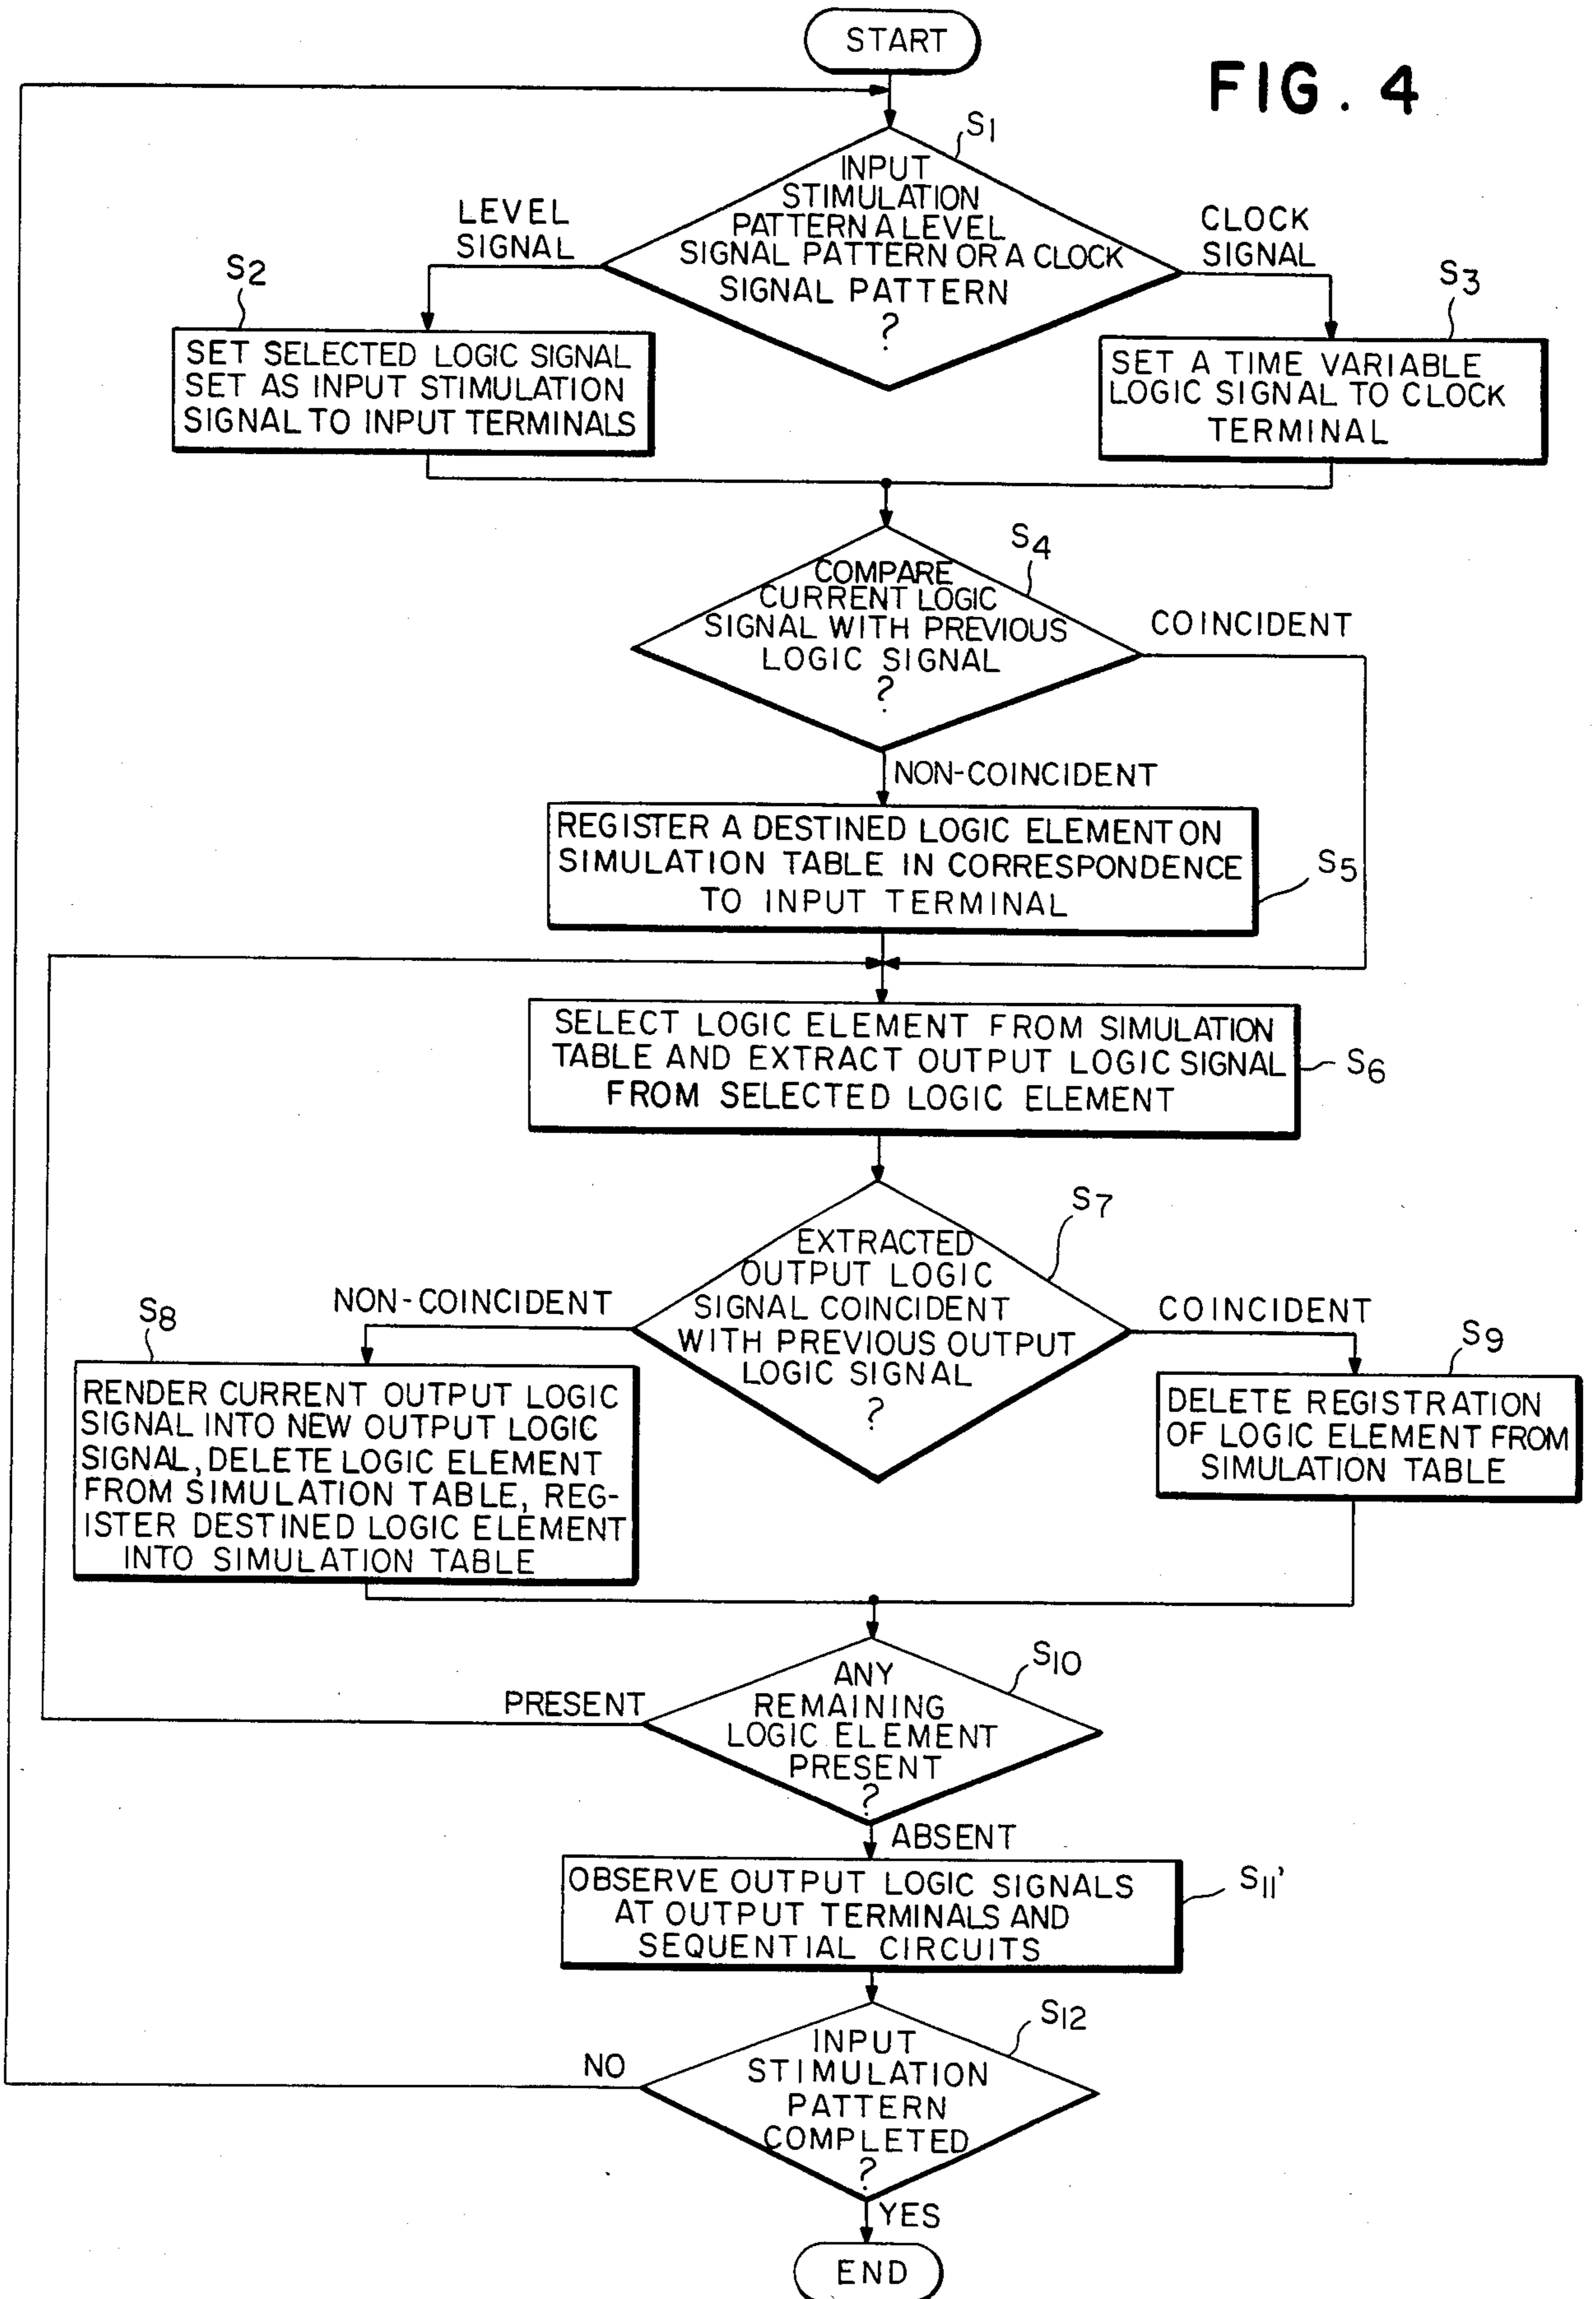 START
FIG. 4
S1
INPUT
STIMULATION
PATTERN A LEVEL
SIGNAL PATTERN OR A CLOCK
SIGNAL PATTERN
?
LEVEL
SIGNAL
CLOCK
SIGNAL
S2
SET SELECTED LOGIC SIGNAL
SET AS INPUT STIMULATION
SIGNAL TO INPUT TERMINALS
S3
SET A TIME VARIABLE
LOGIC SIGNAL TO CLOCK
TERMINAL
S4
COMPARE
CURRENT LOGIC
SIGNAL WITH PREVIOUS
LOGIC SIGNAL
?
COINCIDENT
NON-COINCIDENT
REGISTER A DESTINED LOGIC ELEMENT ON
SIMULATION TABLE IN CORRESPONDENCE
TO INPUT TERMINAL
S5
SELECT LOGIC ELEMENT FROM SIMULATION
TABLE AND EXTRACT OUTPUT LOGIC SIGNAL
FROM SELECTED LOGIC ELEMENT
S6
S7
EXTRACTED
OUTPUT LOGIC
SIGNAL COINCIDENT
WITH PREVIOUS OUTPUT
LOGIC SIGNAL
?
NON-COINCIDENT
COINCIDENT
S8
RENDER CURRENT OUTPUT LOGIC
SIGNAL INTO NEW OUTPUT LOGIC
SIGNAL, DELETE LOGIC ELEMENT
FROM SIMULATION TABLE, REG-
ISTER DESTINED LOGIC ELEMENT
INTO SIMULATION TABLE
S9
DELETE REGISTRATION
OF LOGIC ELEMENT FROM
SIMULATION TABLE
S10
ANY
REMAINING
LOGIC ELEMENT
PRESENT
?
PRESENT
ABSENT
OBSERVE OUTPUT LOGIC SIGNALS
AT OUTPUT TERMINALS AND
SEQUENTIAL CIRCUITS
S11'
S12
INPUT
STIMULATION
PATTERN
COMPLETED
?
NO
YES
END